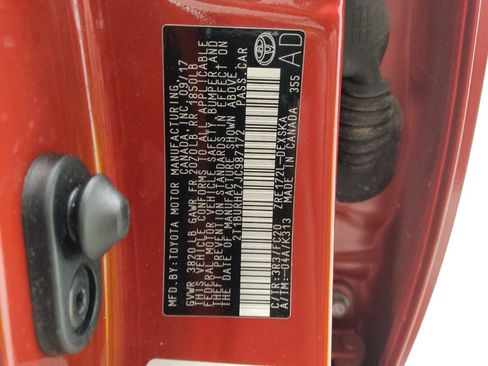 MFD.BY:TOYOTA MOTOR MANUFACTURING
CANADA, INC. 09/17
GVWR 3820 LB GAWR FR 2070LB RR 1850LB
THIS VEHICLE CONFORMS TO ALL APPLICABLE
FEDERAL MOTOR VEHICLE SAFETY, BUMPER AND
THEFT PREVENTION STANDARDS IN EFFECT ON
THE DATE OF MANUFACTURE SHOWN ABOVE.
2T1BURHE7JC987172 PASS.CAR
AD
C/TR:3R3/FC20 ZRE172L-DEXSKA
A/TM:-04A/K313 MADE IN CANADA 355